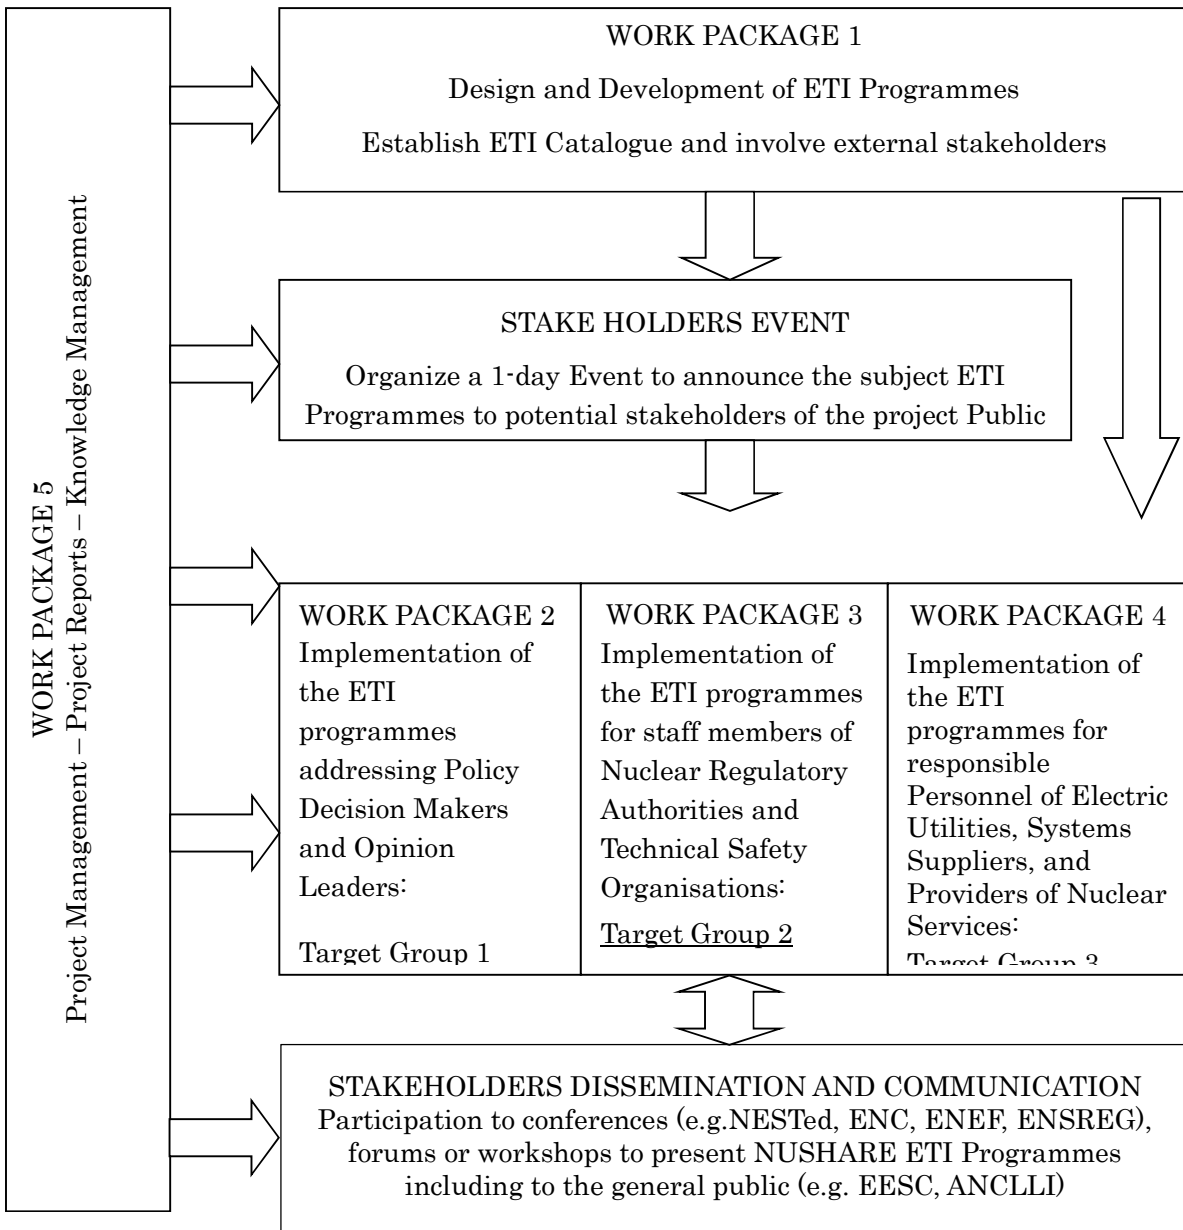 WORK PACKAGE 5
Project Management – Project Reports – Knowledge Management
WORK PACKAGE 1
Design and Development of ETI Programmes
Establish ETI Catalogue and involve external stakeholders
STAKE HOLDERS EVENT
Organize a 1-day Event to announce the subject ETI
Programmes to potential stakeholders of the project Public
WORK PACKAGE 2
Implementation of
the ETI
programmes
addressing Policy
Decision Makers
and Opinion
Leaders:
Target Group 1
WORK PACKAGE 3
Implementation of
the ETI programmes
for staff members of
Nuclear Regulatory
Authorities and
Technical Safety
Organisations:
Target Group 2
WORK PACKAGE 4
Implementation of
the ETI
programmes for
responsible
Personnel of Electric
Utilities, Systems
Suppliers, and
Providers of Nuclear
Services:
Target Group 3
STAKEHOLDERS DISSEMINATION AND COMMUNICATION
Participation to conferences (e.g.NESTed, ENC, ENEF, ENSREG),
forums or workshops to present NUSHARE ETI Programmes
including to the general public (e.g. EESC, ANCLLI)